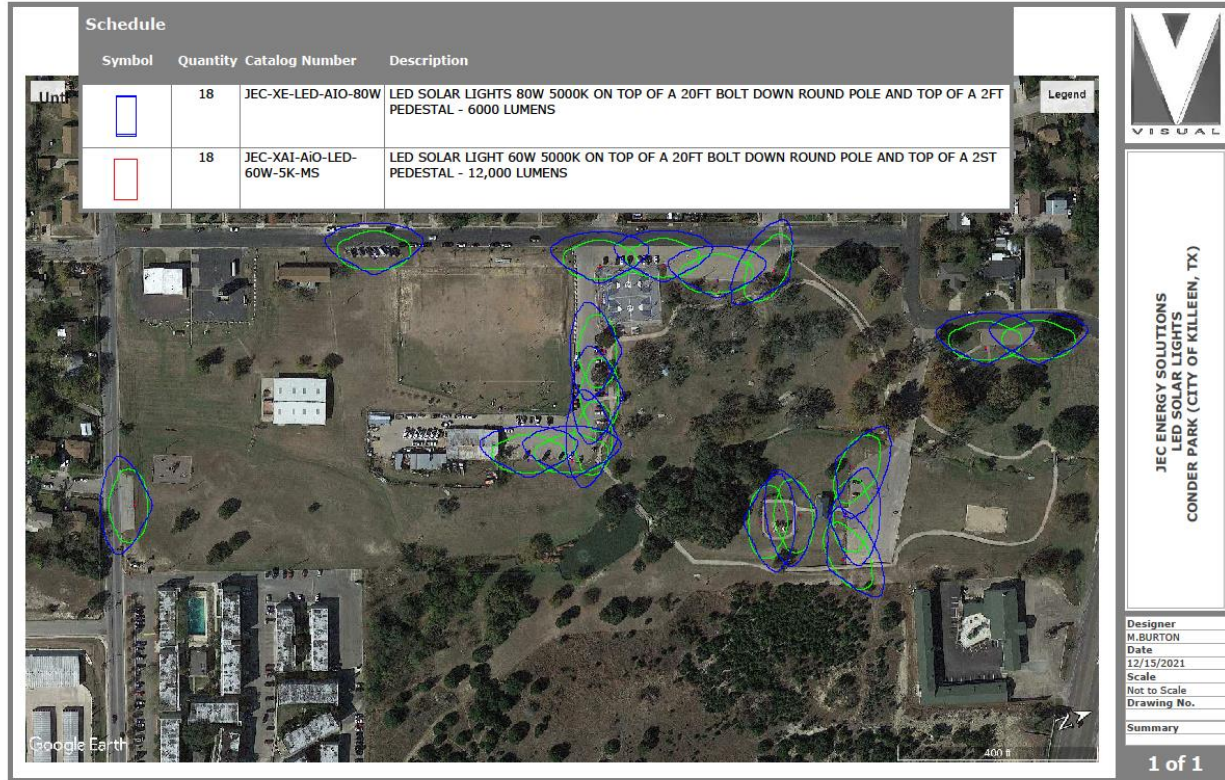 Schedule
Symbol Quantity Catalog Number Description
18 JEC-XE-LED-AIO-80W LED SOLAR LIGHTS 80W 5000K ON TOP OF A 20FT BOLT DOWN ROUND POLE AND TOP OF A 2FT
PEDESTAL - 6000 LUMENS
18 JEC-XAI-AiO-LED- LED SOLAR LIGHT 60W 5000K ON TOP OF A 20FT BOLT DOWN ROUND POLE AND TOP OF A 2ST
60W-5K-MS PEDESTAL - 12,000 LUMENS
Legend
Google Earth
400 ft
VISUAL
JEC ENERGY SOLUTIONS
LED SOLAR LIGHTS
CONDER PARK (CITY OF KILLEEN, TX)
Designer
M.BURTON
Date
12/15/2021
Scale
Not to Scale
Drawing No.
Summary
1 of 1